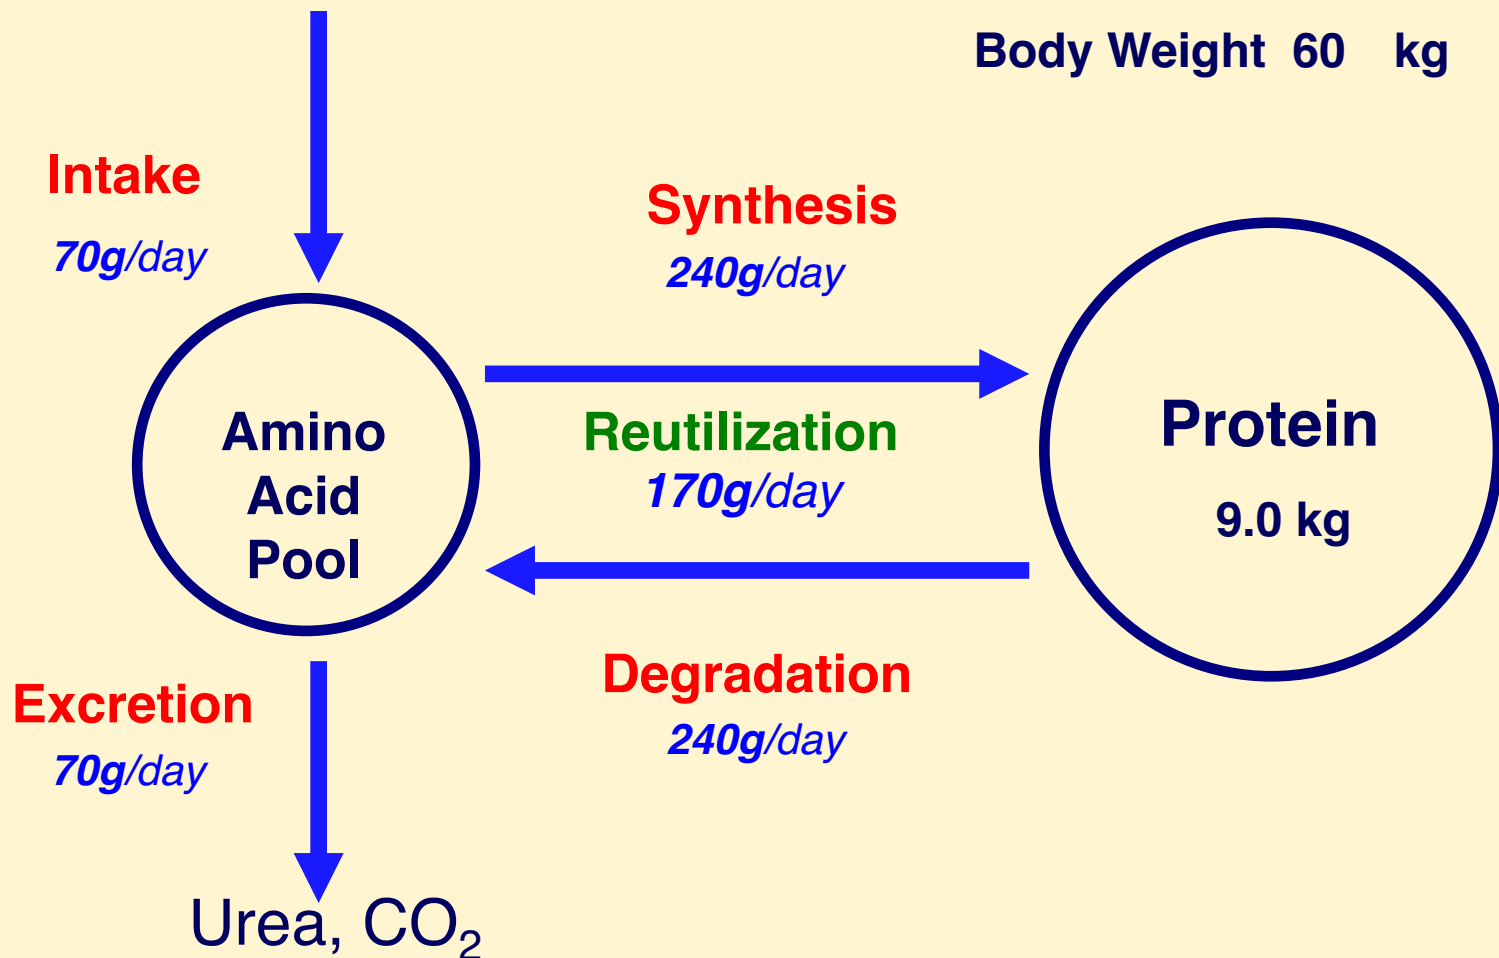 Body Weight 60 kg
Intake
70g/day
Synthesis
240g/day
Amino
Acid
Pool
Reutilization
170g/day
Protein
9.0 kg
Degradation
240g/day
Excretion
70g/day
Urea, CO₂